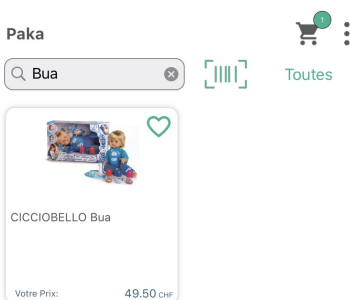 Paka
1
Bua
Toutes
CICCIOBELLO Bua
Votre Prix: 49.50 CHF